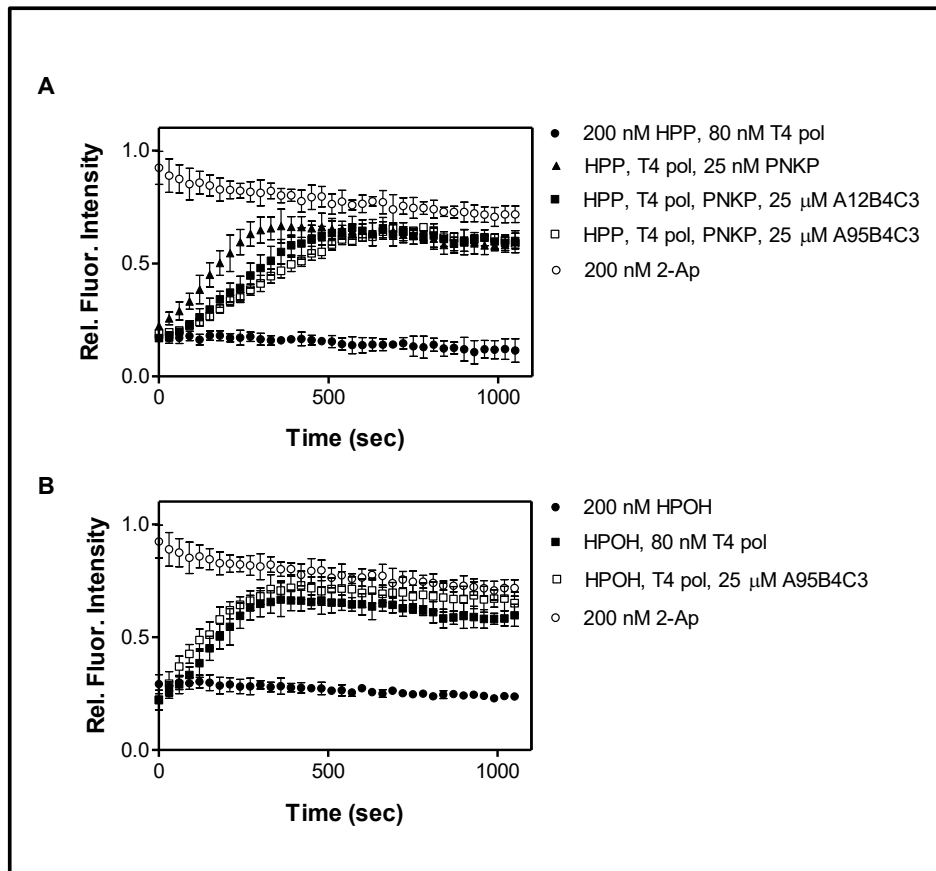 A
Rel. Fluor. Intensity
1.0
0.5
0.0
0
500
1000
Time (sec)
200 nM HPP, 80 nM T4 pol
HPP, T4 pol, 25 nM PNKP
HPP, T4 pol, PNKP, 25 μM A12B4C3
HPP, T4 pol, PNKP, 25 μM A95B4C3
200 nM 2-Ap
B
Rel. Fluor. Intensity
1.0
0.5
0.0
0
500
1000
Time (sec)
200 nM HPOH
HPOH, 80 nM T4 pol
HPOH, T4 pol, 25 μM A95B4C3
200 nM 2-Ap